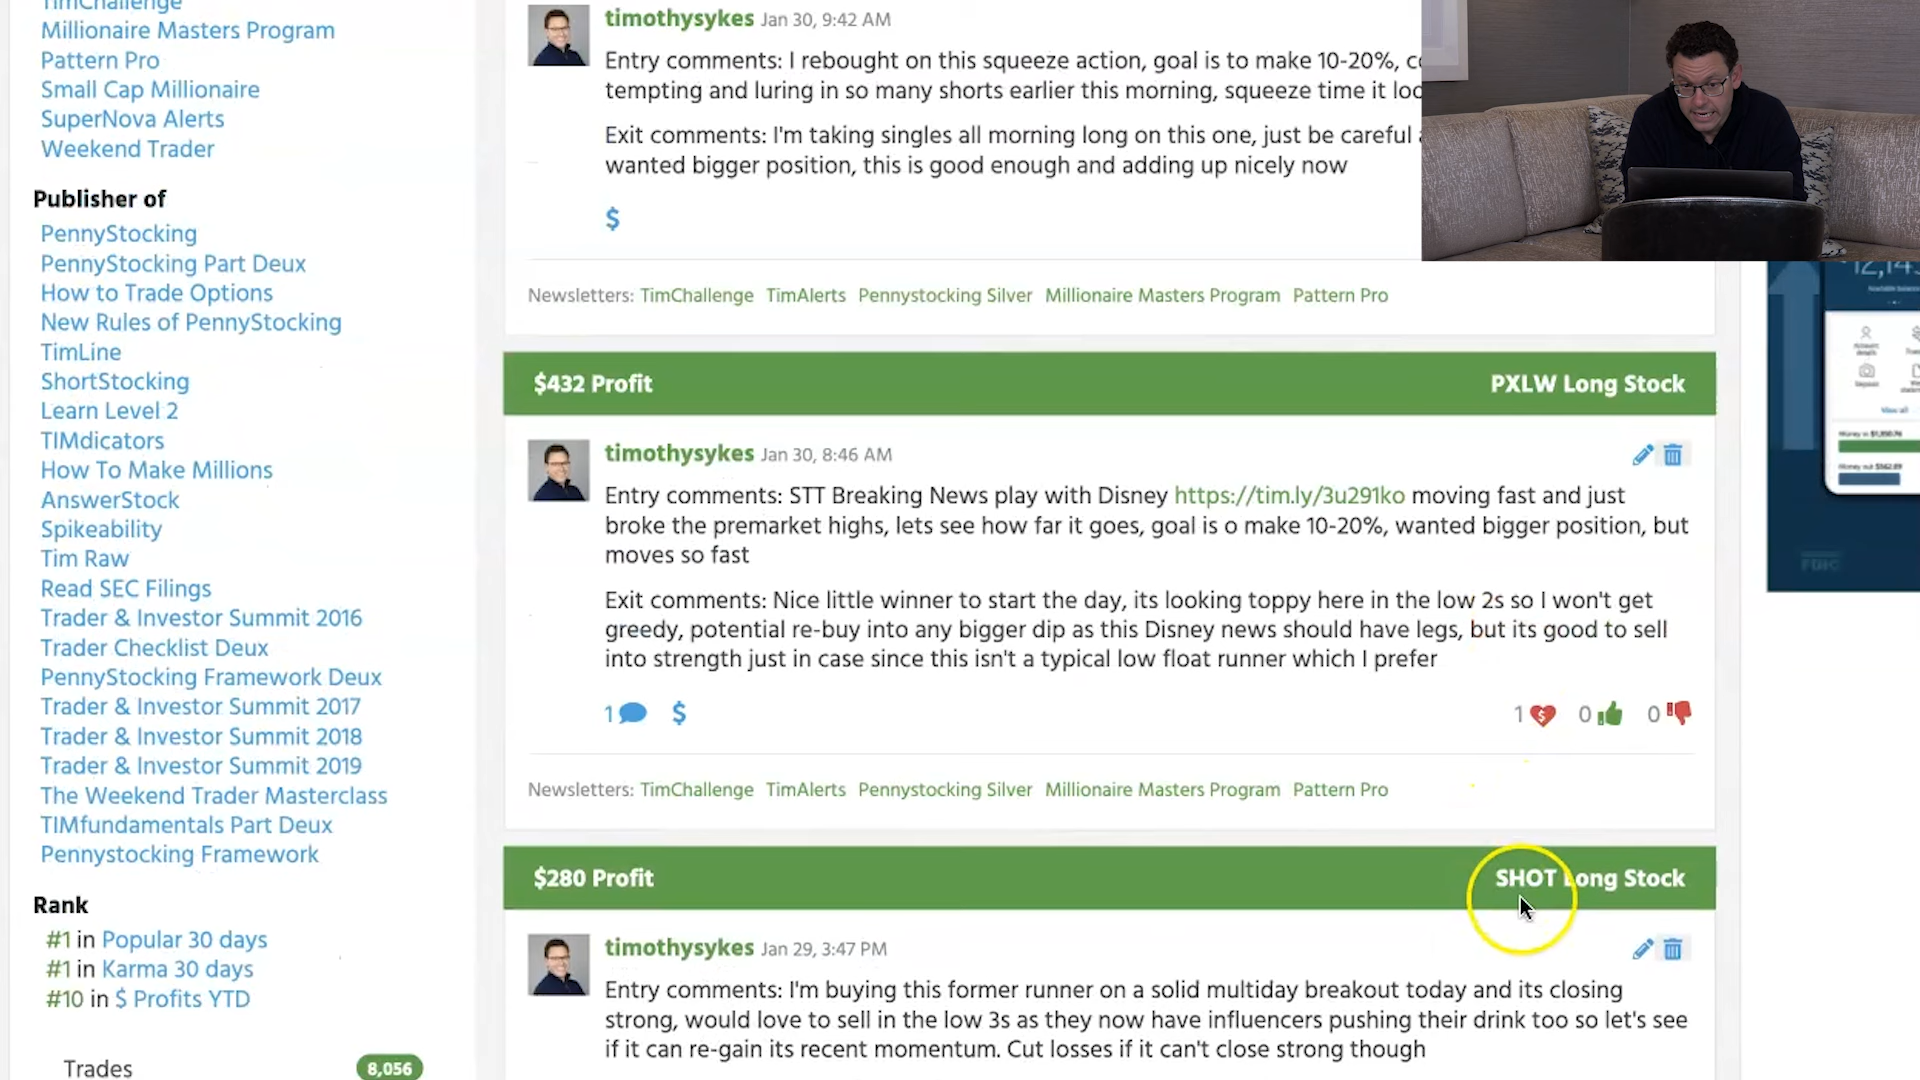 TimChallenge
Millionaire Masters Program
Pattern Pro
Small Cap Millionaire
SuperNova Alerts
Weekend Trader
Publisher of
PennyStocking
PennyStocking Part Deux
How to Trade Options
New Rules of PennyStocking
TimLine
ShortStocking
Learn Level 2
TIMdicators
How To Make Millions
AnswerStock
Spikeability
Tim Raw
Read SEC Filings
Trader & Investor Summit 2016
Trader Checklist Deux
PennyStocking Framework Deux
Trader & Investor Summit 2017
Trader & Investor Summit 2018
Trader & Investor Summit 2019
The Weekend Trader Masterclass
TIMfundamentals Part Deux
Pennystocking Framework
Rank
#1 in Popular 30 days
#1 in Karma 30 days
#10 in $ Profits YTD
Trades 8,056
timothysykes Jan 30, 9:42 AM
Entry comments: I rebought on this squeeze action, goal is to make 10-20%,
tempting and luring in so many shorts earlier this morning, squeeze time it
Exit comments: I'm taking singles all morning long on this one, just be careful
wanted bigger position, this is good enough and adding up nicely now
$
Newsletters: TimChallenge TimAlerts Pennystocking Silver Millionaire Masters Program Pattern Pro
$432 Profit PXLW Long Stock
timothysykes Jan 30, 8:46 AM
Entry comments: STT Breaking News play with Disney https://tim.ly/3u291ko moving fast and just
broke the premarket highs, lets see how far it goes, goal is o make 10-20%, wanted bigger position, but
moves so fast
Exit comments: Nice little winner to start the day, its looking toppy here in the low 2s so I won't get
greedy, potential re-buy into any bigger dip as this Disney news should have legs, but its good to sell
into strength just in case since this isn't a typical low float runner which I prefer
1 $ 1 $ 0 0
Newsletters: TimChallenge TimAlerts Pennystocking Silver Millionaire Masters Program Pattern Pro
$280 Profit SHOT Long Stock
timothysykes Jan 29, 3:47 PM
Entry comments: I'm buying this former runner on a solid multiday breakout today and its closing
strong, would love to sell in the low 3s as they now have influencers pushing their drink too so let's see
if it can re-gain its recent momentum. Cut losses if it can't close strong though
View all
FDIC